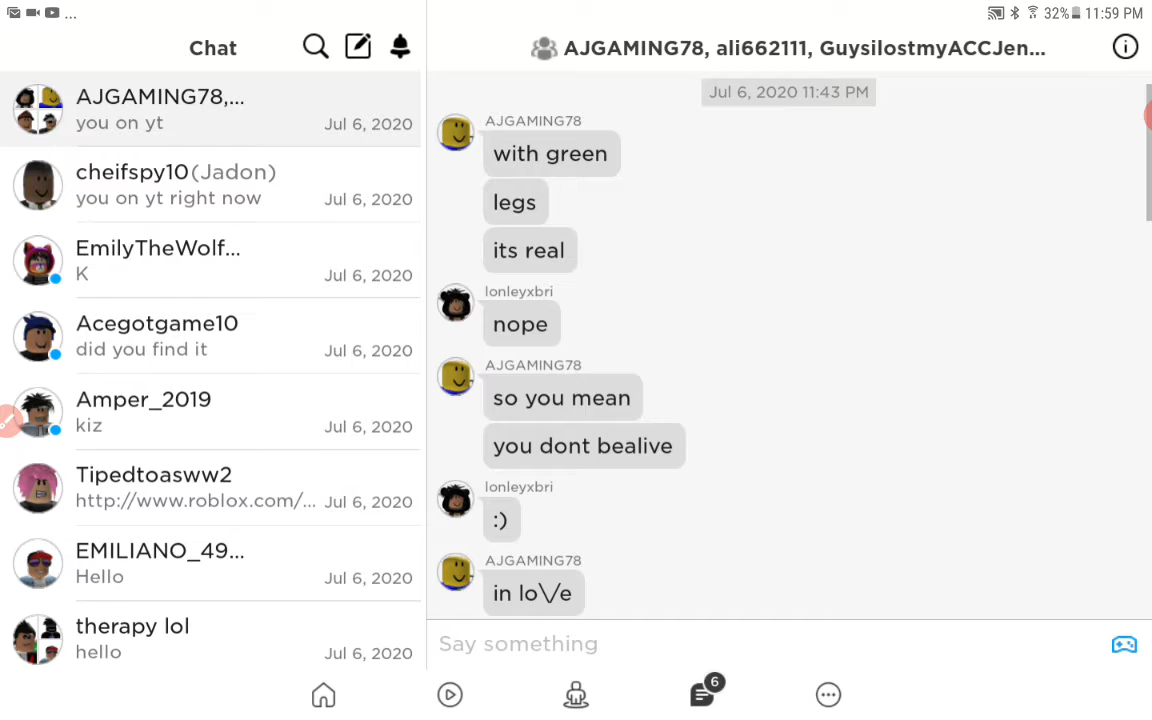 ...
32% 11:59 PM
Chat
AJGAMING78,...
you on yt
Jul 6, 2020
cheifspy10(Jadon)
you on yt right now
Jul 6, 2020
EmilyTheWolf...
K
Jul 6, 2020
Acegotgame10
did you find it
Jul 6, 2020
Amper_2019
kiz
Jul 6, 2020
Tipedtoasww2
http://www.roblox.com/...
Jul 6, 2020
EMILIANO_49...
Hello
Jul 6, 2020
therapy lol
hello
Jul 6, 2020
AJGAMING78, ali662111, GuysilostmyACCJen...
Jul 6, 2020 11:43 PM
AJGAMING78
with green
legs
its real
lonleyxbri
nope
AJGAMING78
so you mean
you dont bealive
lonleyxbri
:)
AJGAMING78
in lo\/e
Say something
6